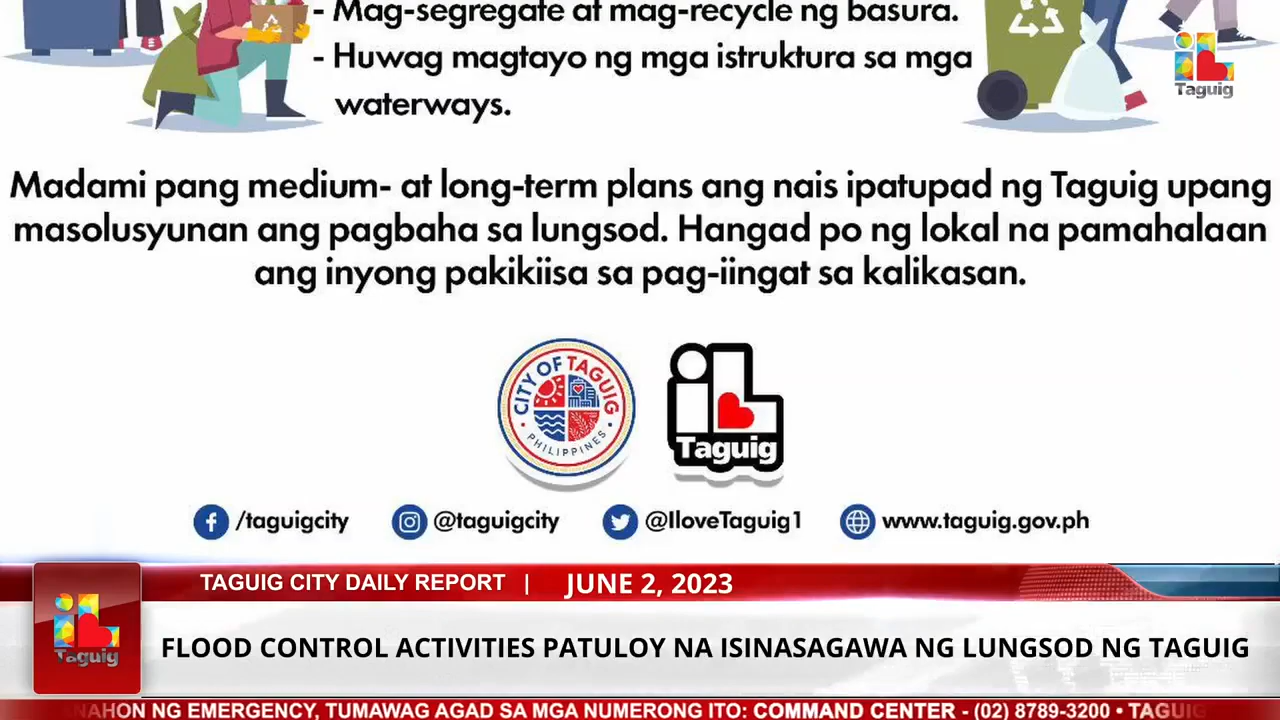 - Mag-segregate at mag-recycle ng basura.
- Huwag magtayo ng mga istruktura sa mga
waterways.
iL Taguig
Madami pang medium- at long-term plans ang nais ipatupad ng Taguig upang
masolusyunan ang pagbaha sa lungsod. Hangad po ng lokal na pamahalaan
ang inyong pakikiisa sa pag-iingat sa kalikasan.
CITY OF TAGUIG
PHILIPPINES
iL Taguig
/taguigcity @taguigcity @IloveTaguig1 www.taguig.gov.ph
TAGUIG CITY DAILY REPORT | JUNE 2, 2023
iL Taguig
FLOOD CONTROL ACTIVITIES PATULOY NA ISINASAGAWA NG LUNGSOD NG TAGUIG
NG EMERGENCY, TUMAWAG AGAD SA MGA NUMERONG ITO: COMMAND CENTER - (02) 8789-3200 • TAGUIG